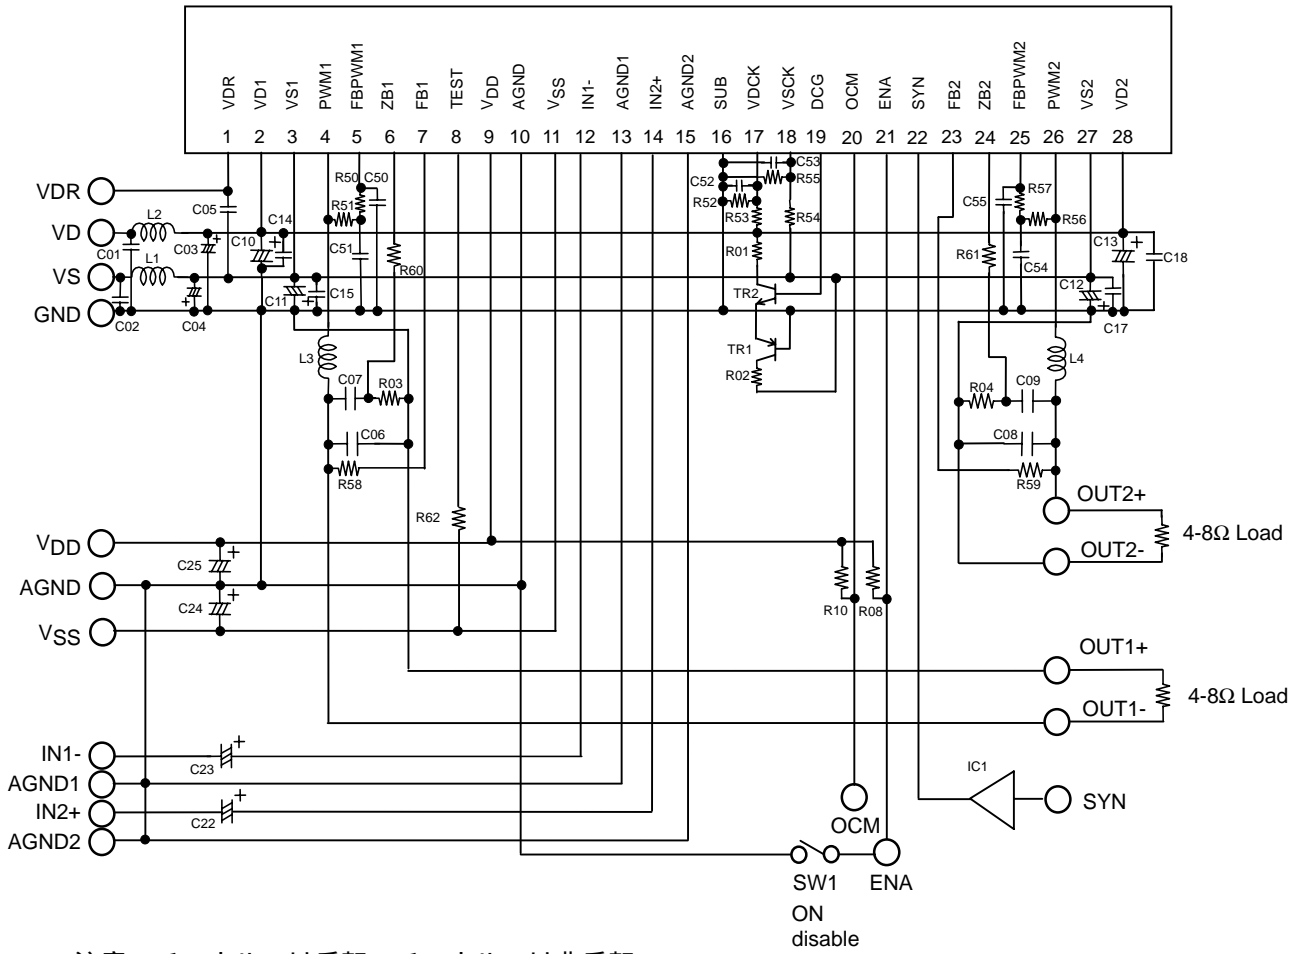 VDR
VD1
VS1
PWM1
FBPWM1
ZB1
FB1
TEST
VDD
AGND
VSS
IN1-
AGND1
IN2+
AGND2
SUB
VDCK
VSCK
DCG
OCM
ENA
SYN
FB2
ZB2
FBPWM2
PWM2
VS2
VD2
1 2 3 4 5 6 7 8 9 10 11 12 13 14 15 16 17 18 19 20 21 22 23 24 25 26 27 28
VDR
C05
R50
C50
R51
C51
R60
C52
R52
R53
C53
R55
R54
R01
C55
R57
R56
R61
C54
VD
L2
C01
C03
C10
C14
C13
C18
VS
L1
C02
C04
C11
C15
C12
C17
GND
TR2
TR1
R02
L3
C07
R03
C06
R58
L4
R04
C09
C08
R59
R62
OUT2+
4-8Ω Load
OUT2-
VDD
C25
AGND
C24
VSS
R10
R08
OUT1+
4-8Ω Load
OUT1-
IN1-
C23
AGND1
IN2+
C22
AGND2
IC1
SYN
OCM
SW1
ENA
ON
disable